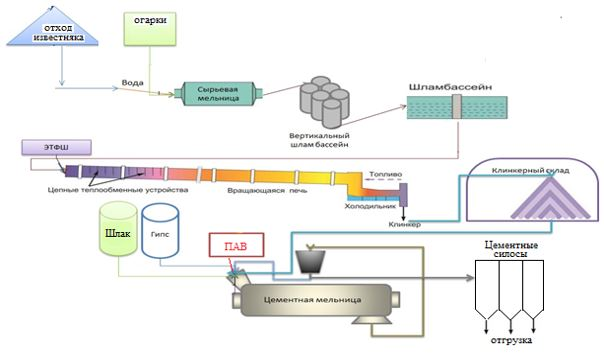 отход
известняка
огарки
Вода
Сырьевая
мельница
Вертикальный
шлам бассейн
Шламбассейн
ЭТФШ
Цепные теплообменные устройства
Вращающаяся печь
Топливо
Холодильник
Клинкер
Клинкерный склад
Шлак
Гипс
ПАВ
Цементная мельница
Цементные
силосы
отгрузка